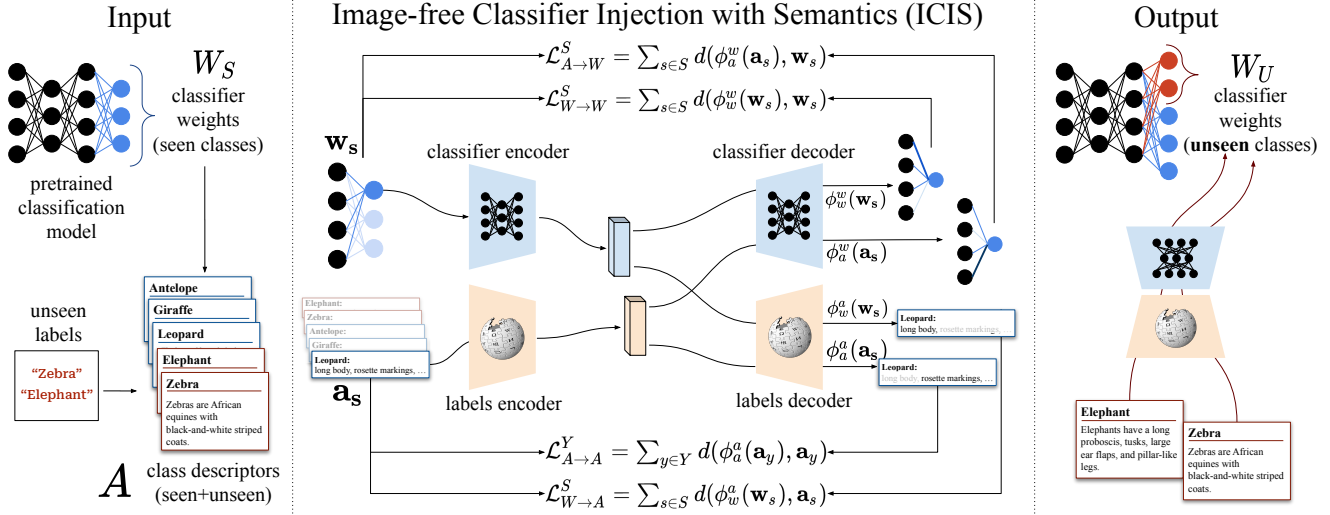 Input
W_S
classifier
weights
(seen classes)
pretrained
classification
model
unseen
labels
“Zebra”
“Elephant”
Antelope
Giraffe
Leopard
Elephant
Zebra
Zebras are African
equines with
black-and-white striped
coats.
A
class descriptors
(seen+unseen)
Image-free Classifier Injection with Semantics (ICIS)
ℒ^S_{A→W} = ∑_{s∈S} d(ϕ^w_a(a_s), w_s)
ℒ^S_{W→W} = ∑_{s∈S} d(ϕ^w_w(w_s), w_s)
w_s
classifier encoder
classifier decoder
ϕ^w_w(w_s)
ϕ^w_a(a_s)
Elephant:
Zebra:
Antelope:
Giraffe:
Leopard:
long body, rosette markings, ...
a_s
labels encoder
labels decoder
ϕ^a_w(w_s)
Leopard:
long body, rosette markings, ...
ϕ^a_a(a_s)
Leopard:
long body, rosette markings, ...
ℒ^Y_{A→A} = ∑_{y∈Y} d(ϕ^a_a(a_y), a_y)
ℒ^S_{W→A} = ∑_{s∈S} d(ϕ^a_w(w_s), a_s)
Output
W_U
classifier
weights
(unseen classes)
Elephant
Elephants have a long
proboscis, tusks, large
ear flaps, and pillar-like
legs.
Zebra
Zebras are African
equines with
black-and-white striped
coats.